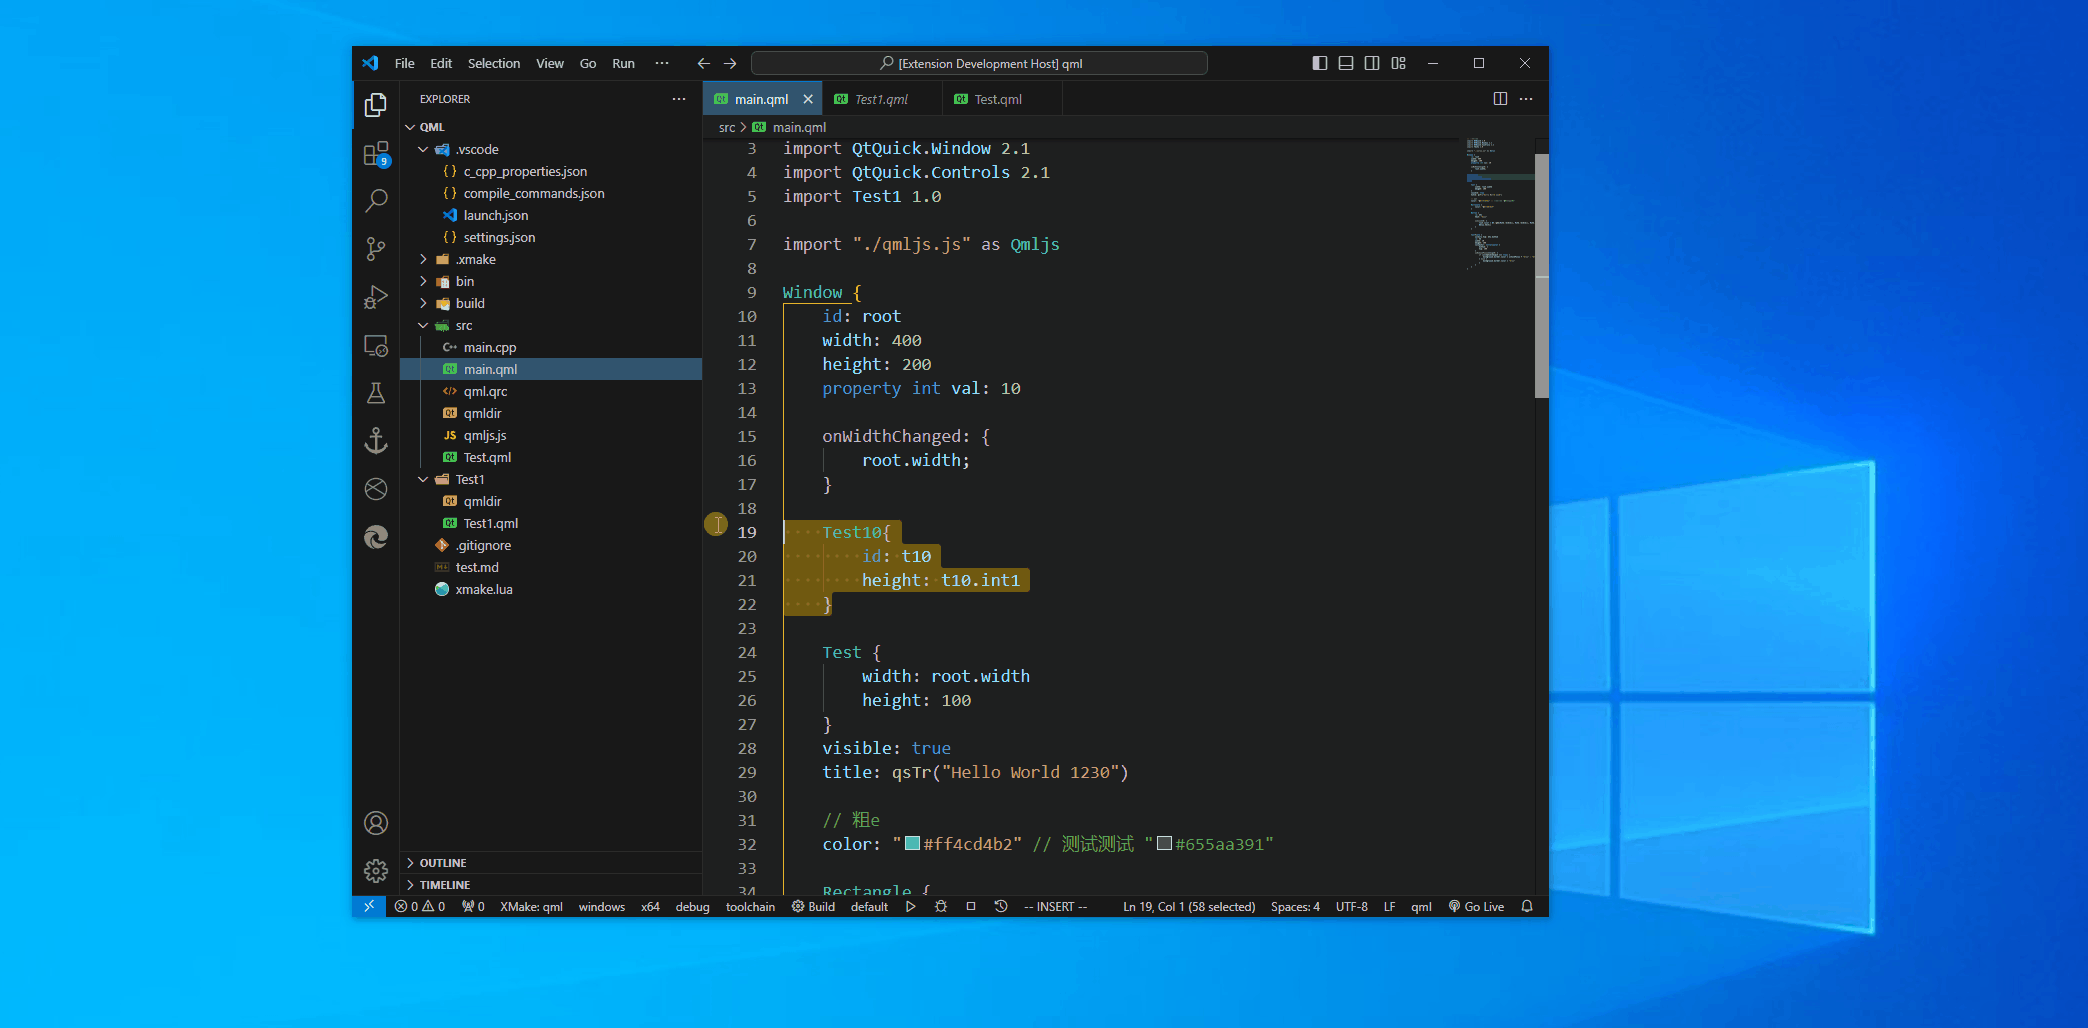 File Edit Selection View Go Run ··· [Extension Development Host] qml
EXPLORER
QML
.vscode
c_cpp_properties.json
compile_commands.json
launch.json
settings.json
.xmake
bin
build
src
main.cpp
main.qml
qml.qrc
qmldir
qmljs.js
Test.qml
Test1
qmldir
Test1.qml
.gitignore
test.md
xmake.lua
OUTLINE
TIMELINE
9
main.qml Test1.qml Test.qml
src > main.qml
3 import QtQuick.Window 2.1
4 import QtQuick.Controls 2.1
5 import Test1 1.0
6
7 import "./qmljs.js" as Qmljs
8
9 Window {
10 id: root
11 width: 400
12 height: 200
13 property int val: 10
14
15 onWidthChanged: {
16 root.width;
17 }
18
19 Test10{
20 id: t10
21 height: t10.int1
22 }
23
24 Test {
25 width: root.width
26 height: 100
27 }
28 visible: true
29 title: qsTr("Hello World 1230")
30
31 // 粗e
32 color: "#ff4cd4b2" // 测试测试 "#655aa391"
33
34 Rectangle {
0 0 0 XMake: qml windows x64 debug toolchain Build default -- INSERT -- Ln 19, Col 1 (58 selected) Spaces: 4 UTF-8 LF qml Go Live